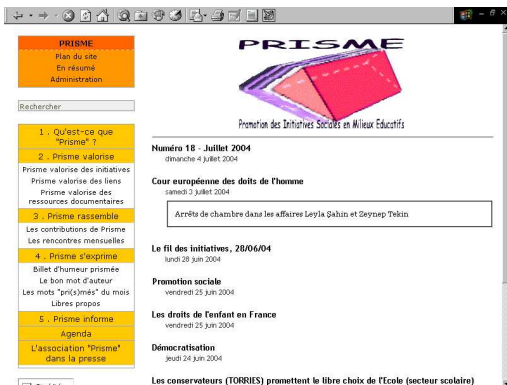 PRISME
Plan du site
En résumé
Administration
Rechercher
1 . Qu'est-ce que
"Prisme" ?
2 . Prisme valorise
Prisme valorise des initiatives
Prisme valorise des liens
Prisme valorise des
ressources documentaires
3 . Prisme rassemble
Les contributions de Prisme
Les rencontres mensuelles
4 . Prisme s'exprime
Billet d'humeur prismée
Le bon mot d'auteur
Les mots "pri(s)més" du mois
Libres propos
5 . Prisme informe
Agenda
L'association "Prisme"
dans la presse
PRISME
Promotion des Initiatives Sociales en Milieux Educatifs
Numéro 18 - Juillet 2004
dimanche 4 juillet 2004
Cour européenne des doits de l'homme
samedi 3 juillet 2004
Arrêts de chambre dans les affaires Leyla Şahin et Zeynep Tekin
Le fil des initiatives, 28/06/04
lundi 28 juin 2004
Promotion sociale
vendredi 25 juin 2004
Les droits de l'enfant en France
vendredi 25 juin 2004
Démocratisation
jeudi 24 juin 2004
Les conservateurs (TORRIES) promettent le libre choix de l'Ecole (secteur scolaire)